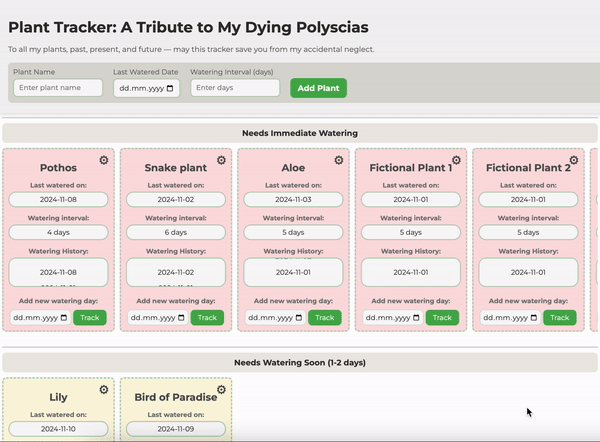 Plant Tracker: A Tribute to My Dying Polyscias
To all my plants, past, present, and future — may this tracker save you from my accidental neglect.
Plant Name Last Watered Date Watering Interval (days)
Enter plant name dd.mm.yyyy Enter days Add Plant
Needs Immediate Watering
Pothos Snake plant Aloe Fictional Plant 1 Fictional Plant 2
Last watered on: Last watered on: Last watered on: Last watered on: Last watered on:
2024-11-08 2024-11-02 2024-11-03 2024-11-01 2024-11-01
Watering interval: Watering interval: Watering interval: Watering interval: Watering interval:
4 days 6 days 5 days 5 days 5 days
Watering History: Watering History: Watering History: Watering History: Watering History:
2024-11-08 2024-11-02 2024-11-01 2024-11-01 2024-11-01
Add new watering day: Add new watering day: Add new watering day: Add new watering day: Add new watering day:
dd.mm.yyyy Track dd.mm.yyyy Track dd.mm.yyyy Track dd.mm.yyyy Track dd.mm.yyyy Track
Needs Watering Soon (1-2 days)
Lily Bird of Paradise
Last watered on: Last watered on:
2024-11-10 2024-11-09